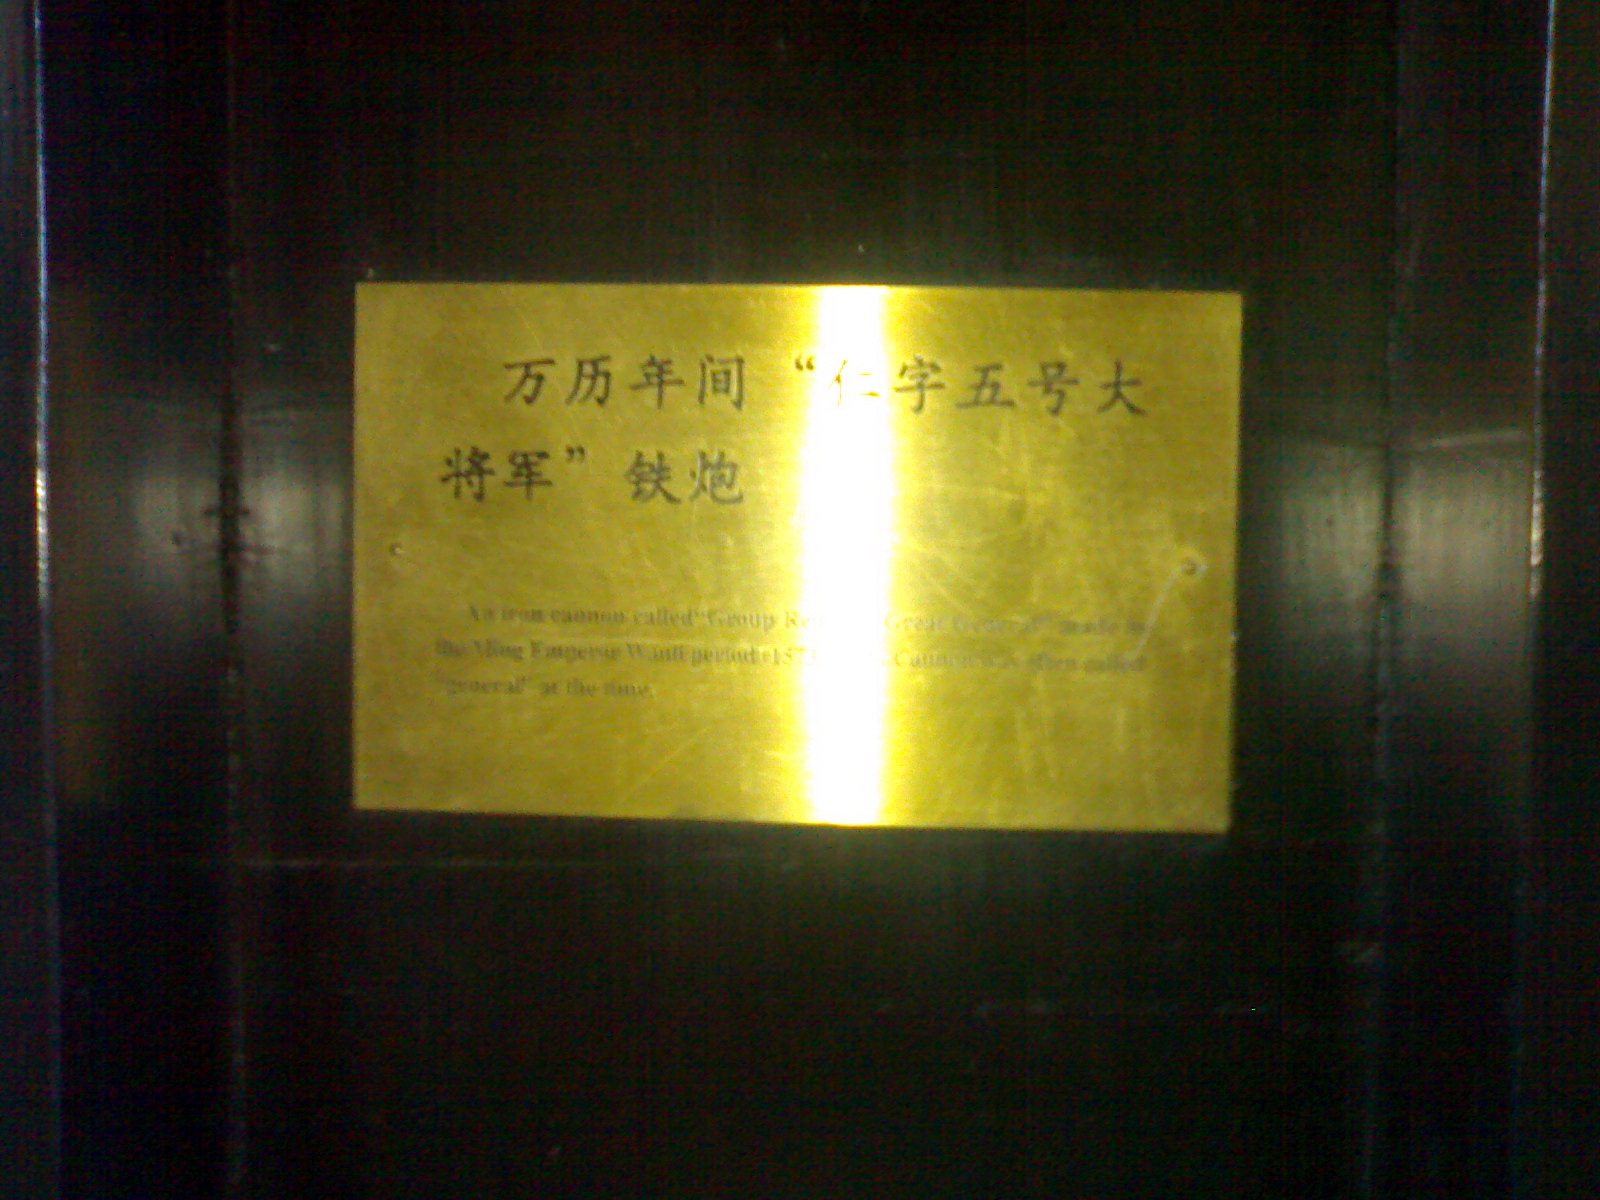 万历年间“仁字五号大
将军”铁炮
An iron cannon called "Group Great General" made in
the Ming Emperor Wanli period (1573 Cannon was often called
"general" at the time.